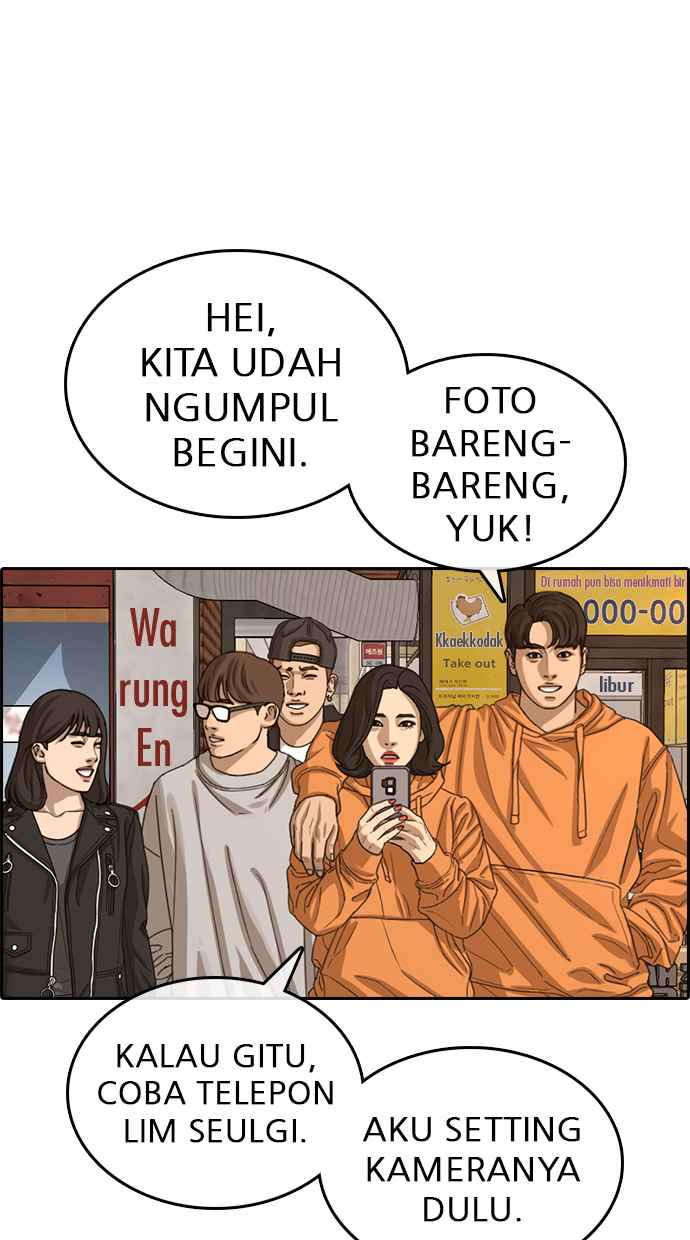 HEI,
KITA UDAH
NGUMPUL
BEGINI.
FOTO
BARENG-
BARENG,
YUK!
Di rumah pun bisa menikmati bir
000-00
Wa
rung
En
Kkaekkodak
Take out
libur
KALAU GITU,
COBA TELEPON
LIM SEULGI.
AKU SETTING
KAMERANYA
DULU.